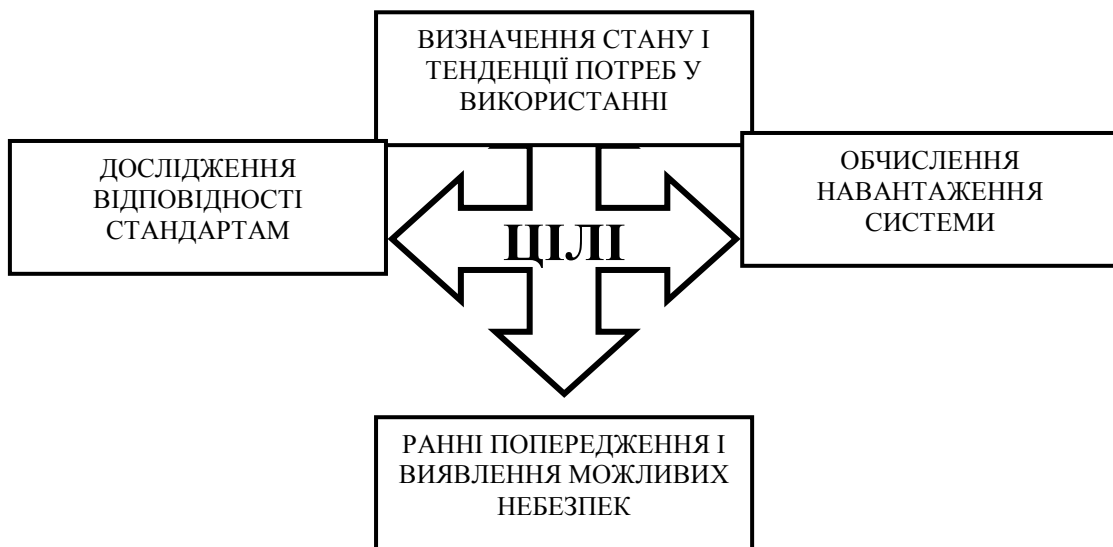 ВИЗНАЧЕННЯ СТАНУ І
ТЕНДЕНЦІЇ ПОТРЕБ У
ВИКОРИСТАННІ
ДОСЛІДЖЕННЯ
ВІДПОВІДНОСТІ
СТАНДАРТАМ
ЦІЛІ
ОБЧИСЛЕННЯ
НАВАНТАЖЕННЯ
СИСТЕМИ
РАННІ ПОПЕРЕДЖЕННЯ І
ВИЯВЛЕННЯ МОЖЛИВИХ
НЕБЕЗПЕК